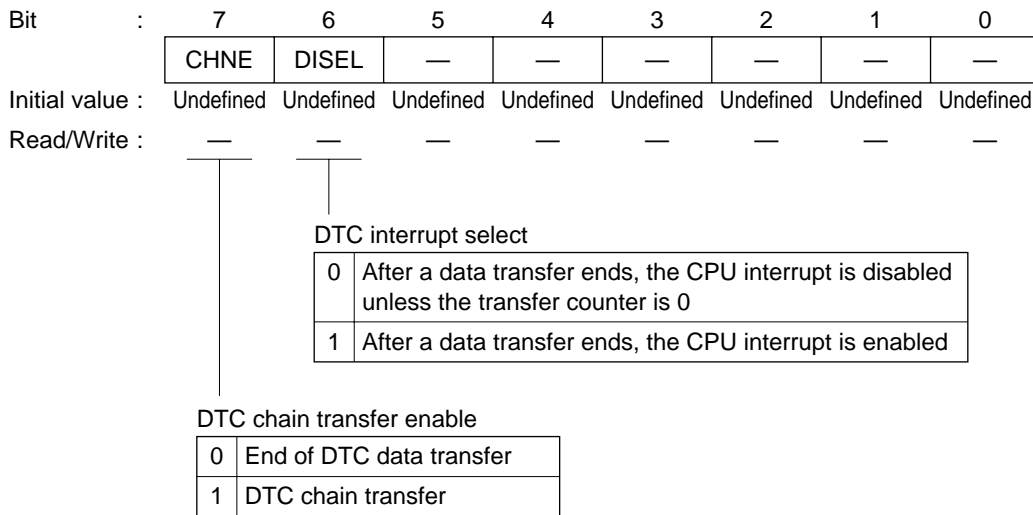 Bit : 7 6 5 4 3 2 1 0
CHNE DISEL — — — — — —
Initial value : Undefined Undefined Undefined Undefined Undefined Undefined Undefined Undefined
Read/Write : — — — — — — — —
DTC interrupt select
0 After a data transfer ends, the CPU interrupt is disabled
unless the transfer counter is 0
1 After a data transfer ends, the CPU interrupt is enabled
DTC chain transfer enable
0 End of DTC data transfer
1 DTC chain transfer